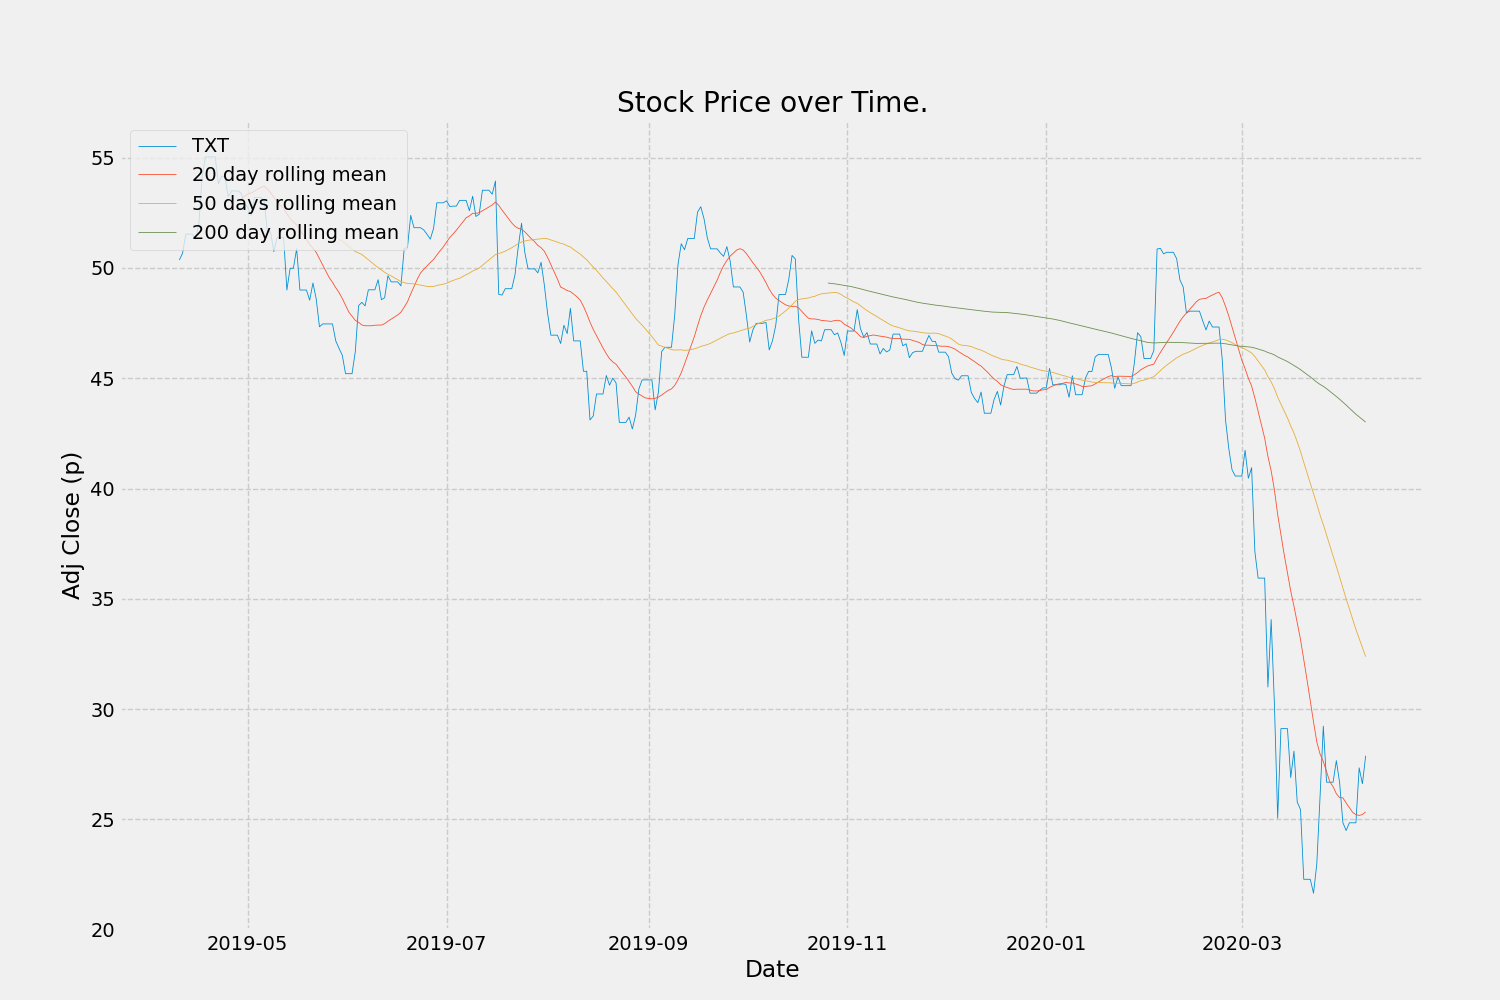 Stock Price over Time.
TXT
20 day rolling mean
50 days rolling mean
200 day rolling mean
55
50
45
40
35
30
25
20
Adj Close (p)
2019-05
2019-07
2019-09
2019-11
2020-01
2020-03
Date